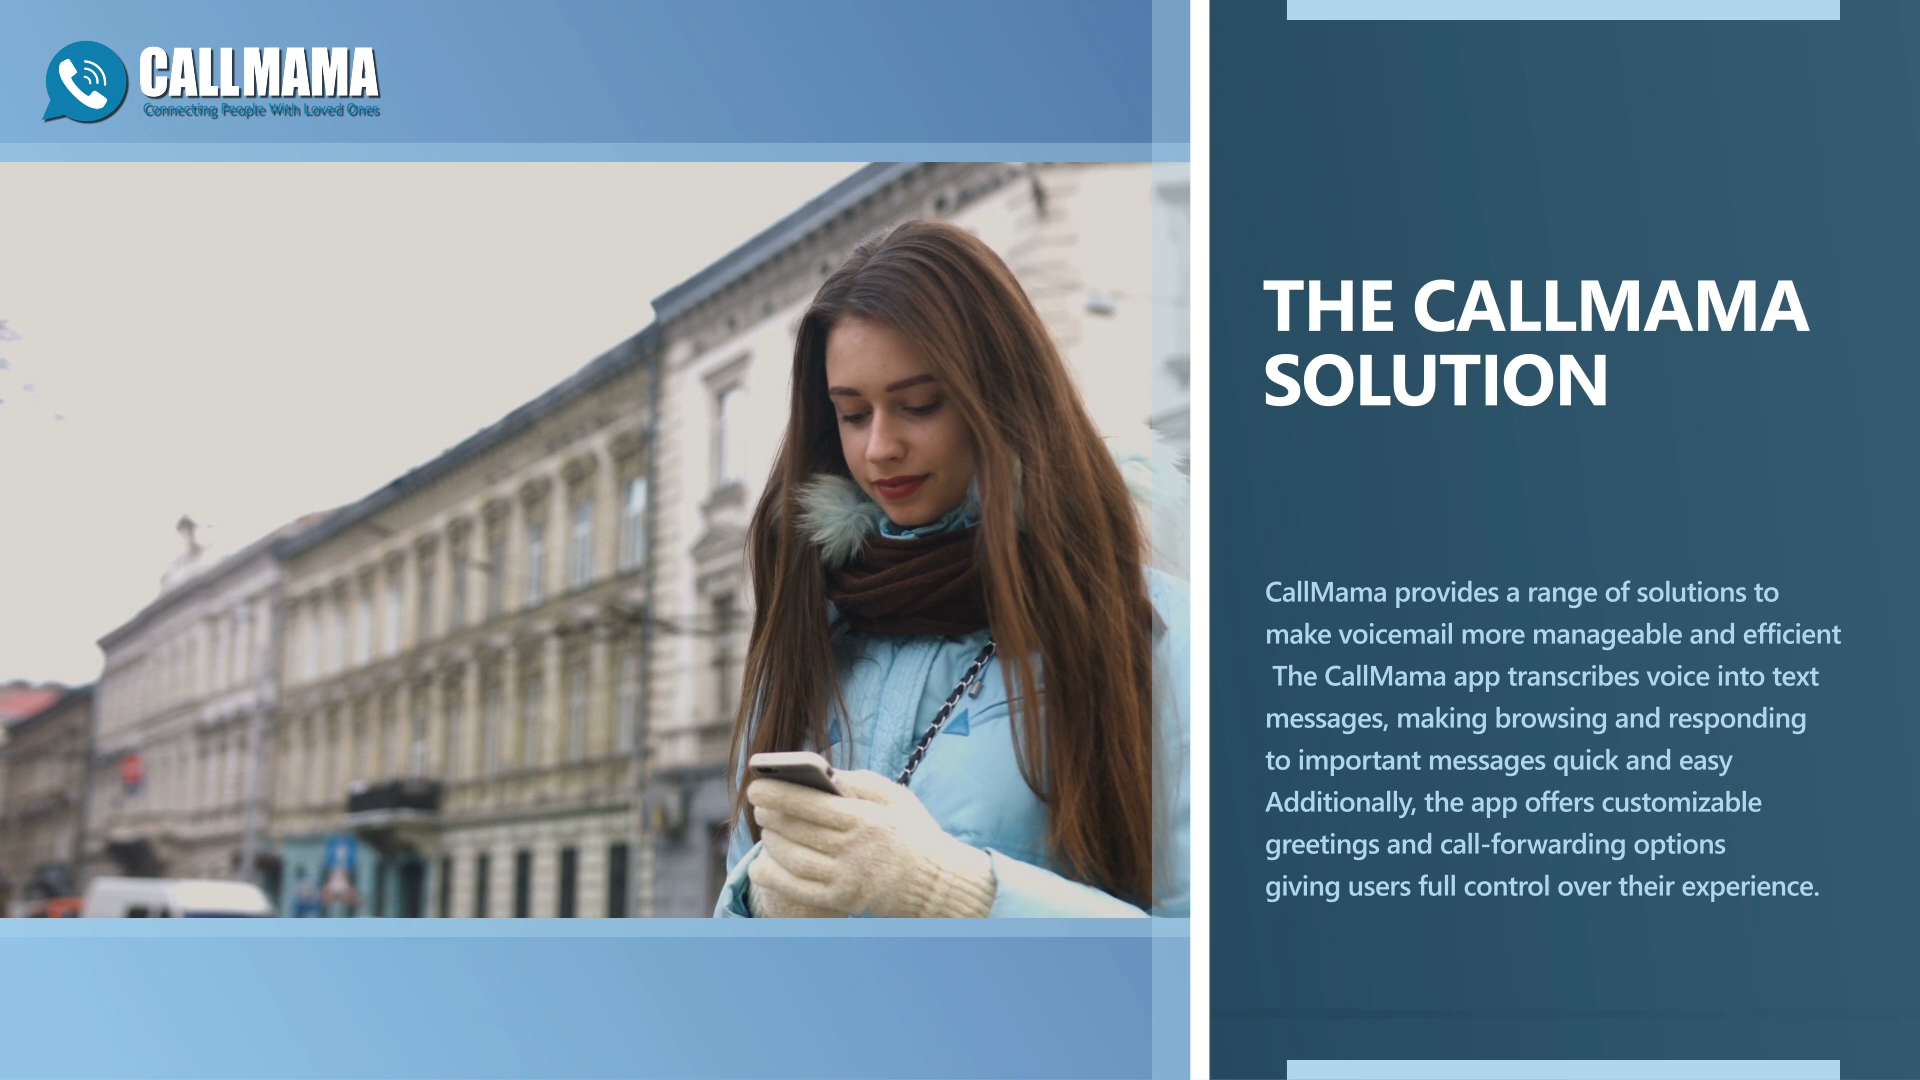 CALLMAMA
Connecting People With Loved Ones
THE CALLMAMA
SOLUTION
CallMama provides a range of solutions to
make voicemail more manageable and efficient
The CallMama app transcribes voice into text
messages, making browsing and responding
to important messages quick and easy
Additionally, the app offers customizable
greetings and call-forwarding options
giving users full control over their experience.